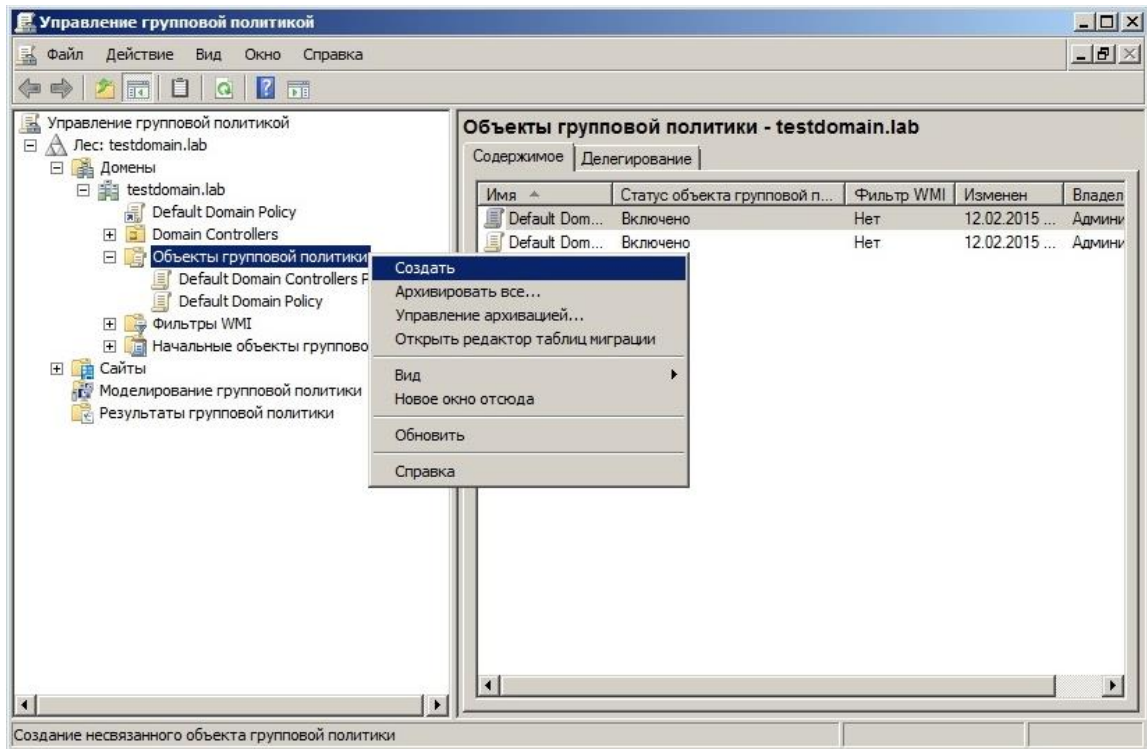 Управление групповой политикой
Файл Действие Вид Окно Справка
Управление групповой политикой
Лес: testdomain.lab
Домены
testdomain.lab
Default Domain Policy
Domain Controllers
Объекты групповой политики
Default Domain Controllers P
Default Domain Policy
Фильтры WMI
Начальные объекты группово
Сайты
Моделирование групповой политики
Результаты групповой политики
Объекты групповой политики - testdomain.lab
Содержимое Делегирование
Имя Статус объекта групповой п... Фильтр WMI Изменен Владел
Default Dom... Включено Нет 12.02.2015 ... Админи
Default Dom... Включено Нет 12.02.2015 ... Админи
Создать
Архивировать все...
Управление архивацией...
Открыть редактор таблиц миграции
Вид
Новое окно отсюда
Обновить
Справка
Создание несвязанного объекта групповой политики